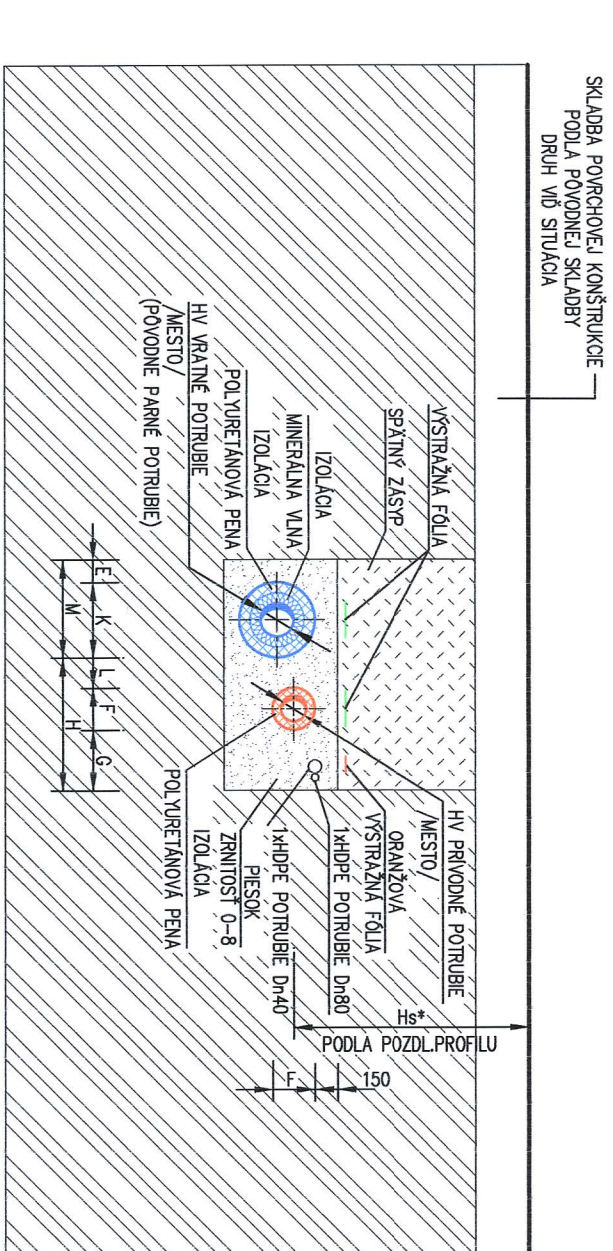 SKLADBA POVRCHOVEJ KONŠTRUKCIE
PODLA PÔVODNEJ SKLADBY
DRUH VIĎ SITUÁCIA
VÝSTRAŽNÁ FÓLIA
SPÄTNÝ ZÁSYP
IZOLÁCIA
MINERÁLNA VLNA
IZOLÁCIA
POLYURETÁNOVÁ PENA
HV VRATNÉ POTRUBIE
/MESTO/
(PÔVODNE PARNÉ POTRUBIE)
E
K
L
F
G
M
H
HV PRÍVODNÉ POTRUBIE
/MESTO/
ORANŽOVÁ
VÝSTRAŽNÁ FÓLIA
1xHDPE POTRUBIE Dn80
1xHDPE POTRUBIE Dn40
PIESOK
ZRNITOSŤ 0-8
IZOLÁCIA
POLYURETÁNOVÁ PENA
Hs*
PODLA POZDL.PROFILU
F
150